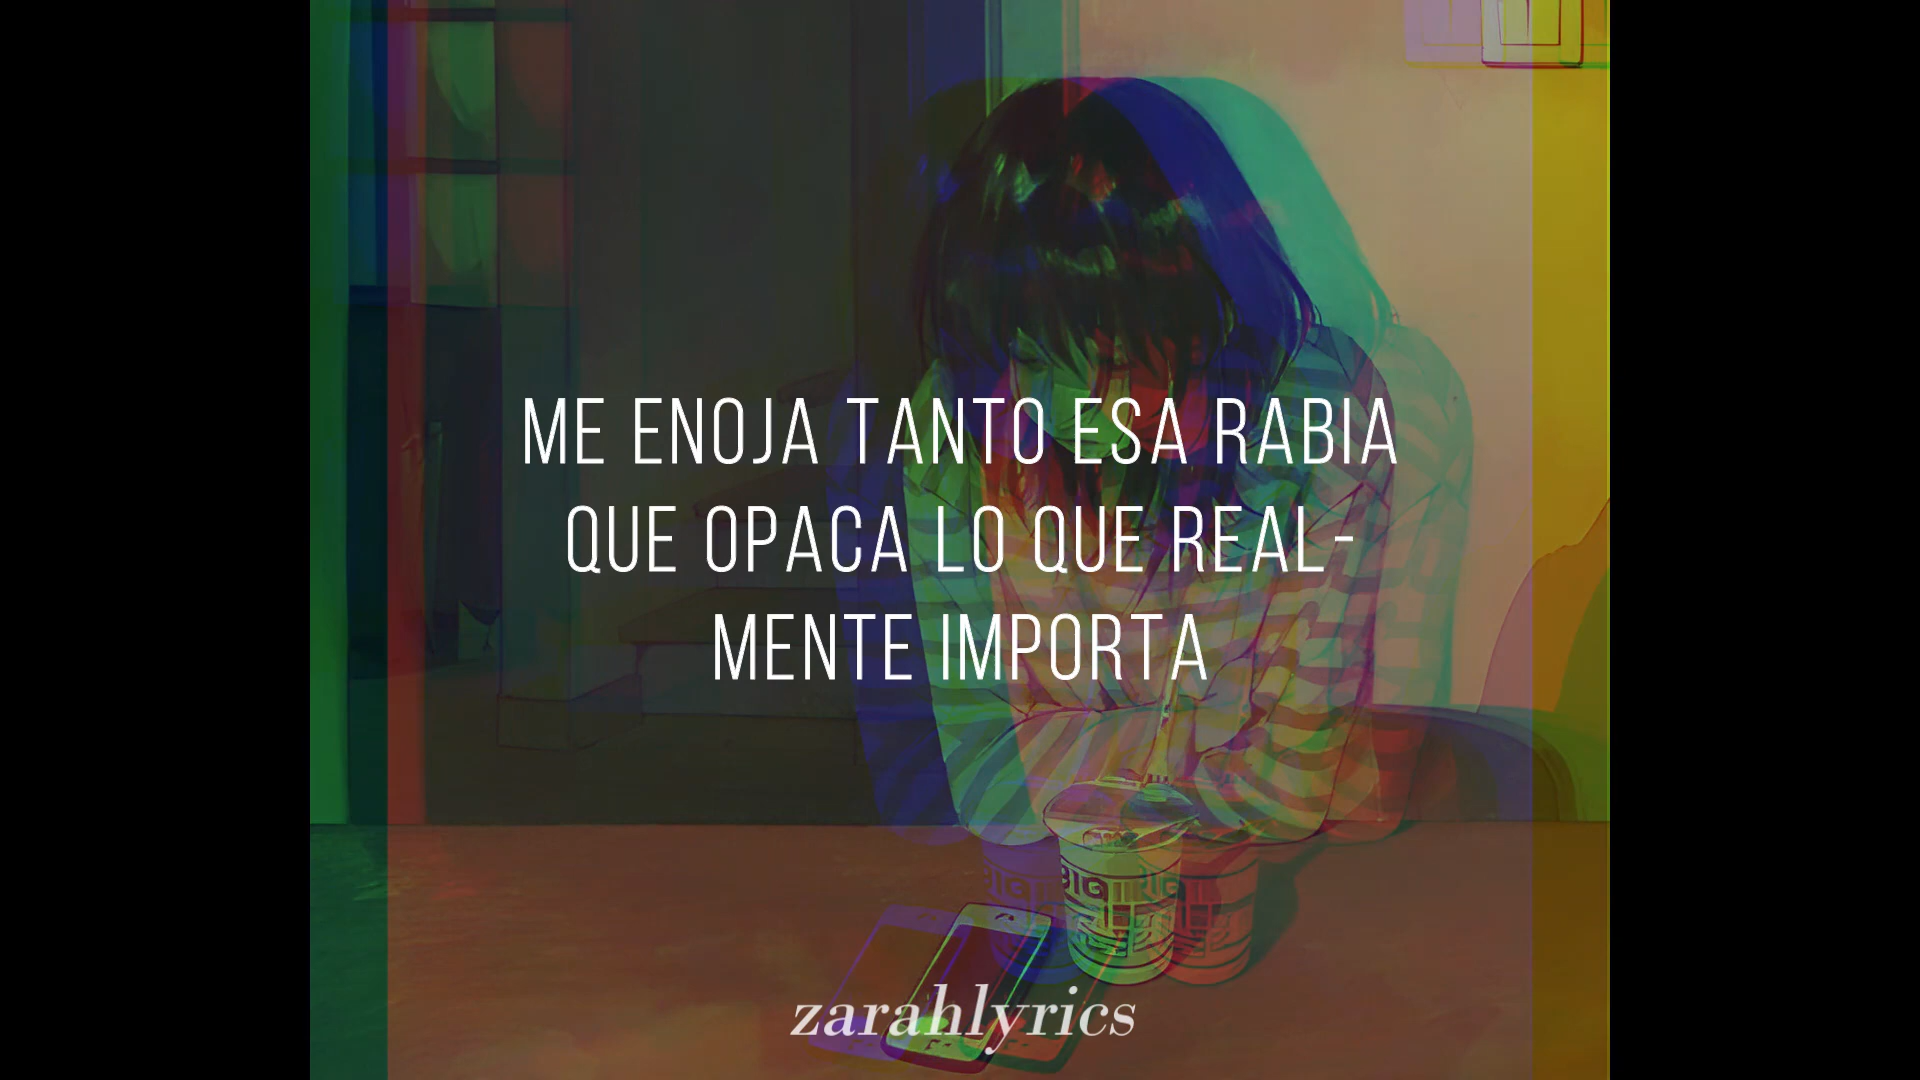 ME ENOJA TANTO ESA RABIA
QUE OPACA LO QUE REAL-
MENTE IMPORTA
zarahlyrics